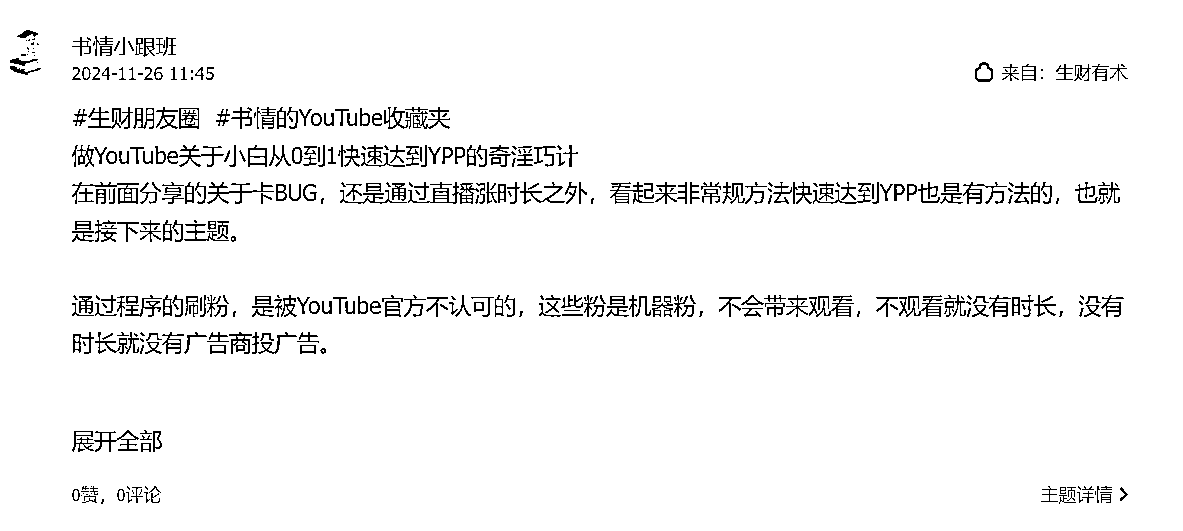 书情小跟班
2024-11-26 11:45
来自：生财有术
#生财朋友圈 #书情的YouTube收藏夹
做YouTube关于小白从0到1快速达到YPP的奇淫巧计
在前面分享的关于卡BUG，还是通过直播涨时长之外，看起来非常规方法快速达到YPP也是有方法的，也就
是接下来的主题。
通过程序的刷粉，是被YouTube官方不认可的，这些粉是机器粉，不会带来观看，不观看就没有时长，没有
时长就没有广告商投广告。
展开全部
0赞，0评论
主题详情